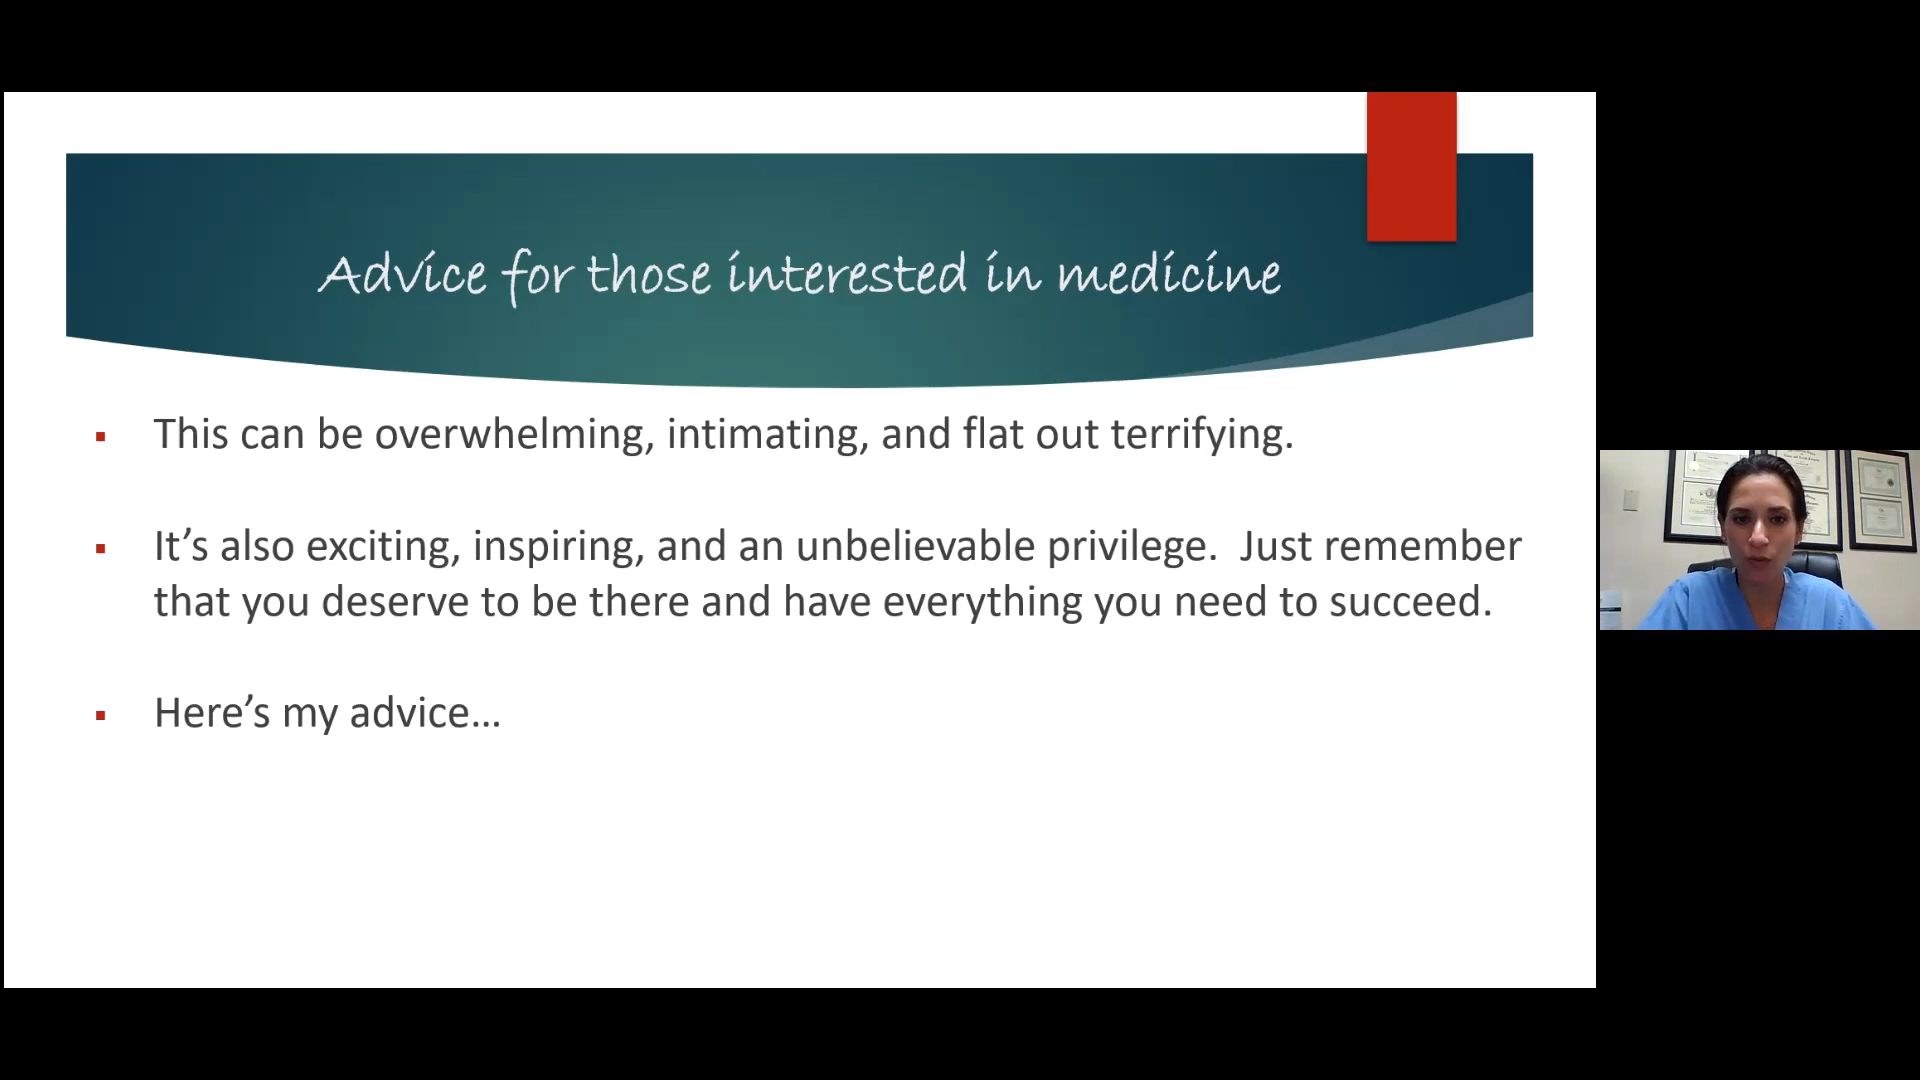 Advice for those interested in medicine
This can be overwhelming, intimating, and flat out terrifying.
It’s also exciting, inspiring, and an unbelievable privilege.  Just remember
that you deserve to be there and have everything you need to succeed.
Here’s my advice…